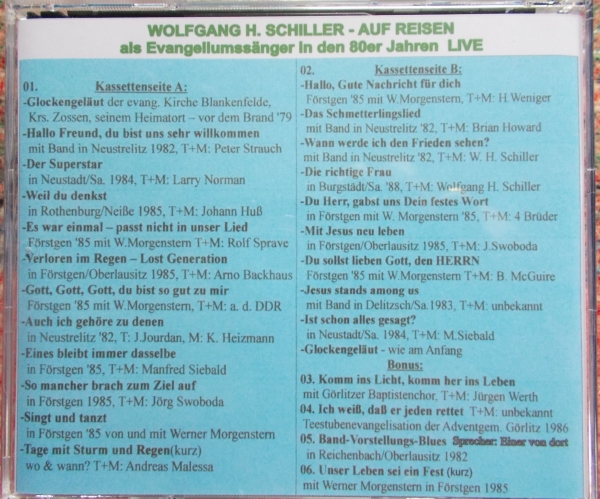 WOLFGANG H. SCHILLER - AUF REISEN
als Evangeliumssänger in den 80er Jahren LIVE
01. Kassettenseite A:
-Glockengeläut der evang. Kirche Blankenfelde,
Krs. Zossen, seinem Heimatort – vor dem Brand '79
-Hallo Freund, du bist uns sehr willkommen
mit Band in Neustrelitz 1982, T+M: Peter Strauch
-Der Superstar
in Neustadt/Sa. 1984, T+M: Larry Norman
-Weil du denkst
in Rothenburg/Neiße 1985, T+M: Johann Huß
-Es war einmal – passt nicht in unser Lied
Förstgen '85 mit W.Morgenstern T+M: Rolf Sprave
-Verloren im Regen – Lost Generation
in Förstgen/Oberlausitz 1985, T+M: Arno Backhaus
-Gott, Gott, Gott, du bist so gut zu mir
Förstgen '85 mit W.Morgenstern, T+M: a. d. DDR
-Auch ich gehöre zu denen
in Neustrelitz '82, T: J.Jourdan, M: K. Heizmann
-Eines bleibt immer dasselbe
in Förstgen '85, T+M: Manfred Siebald
-So mancher brach zum Ziel auf
in Förstgen 1985, T+M: Jörg Swoboda
-Singt und tanzt
in Förstgen '85 von und mit Werner Morgenstern
-Tage mit Sturm und Regen(kurz)
wo & wann? T+M: Andreas Malessa
02. Kassettenseite B:
-Hallo, Gute Nachricht für dich
Förstgen '85 mit W.Morgenstern, T+M: H.Weniger
-Das Schmetterlingslied
mit Band in Neustrelitz '82, T+M: Brian Howard
-Wann werde ich den Frieden sehen?
mit Band in Neustrelitz '82, T+M: W. H. Schiller
-Die richtige Frau
in Burgstädt/Sa. '88, T+M: Wolfgang H. Schiller
-Du Herr, gabst uns Dein festes Wort
in Förstgen mit W. Morgenstern '85, T+M: 4 Brüder
-Mit Jesus neu leben
in Förstgen/Oberlausitz 1985, T+M: J.Swoboda
-Du sollst lieben Gott, den HERRN
Förstgen '85 mit W.Morgenstern T+M: B. McGuire
-Jesus stands among us
mit Band in Delitzsch/Sa.1983, T+M: unbekannt
-Ist schon alles gesagt?
in Neustadt/Sa. 1984, T+M: M.Siebald
-Glockengeläut - wie am Anfang
Bonus:
03. Komm ins Licht, komm her ins Leben
mit Görlitzer Baptistenchor, T+M: Jürgen Werth
04. Ich weiß, daß er jeden rettet T+M: unbekannt
Teestubenevangelisation der Adventgem. Görlitz 1986
05. Band-Vorstellungs-Blues Sprecher: Einer von dort
in Reichenbach/Oberlausitz 1982
06. Unser Leben sei ein Fest (kurz)
mit Werner Morgenstern in Förstgen 1985